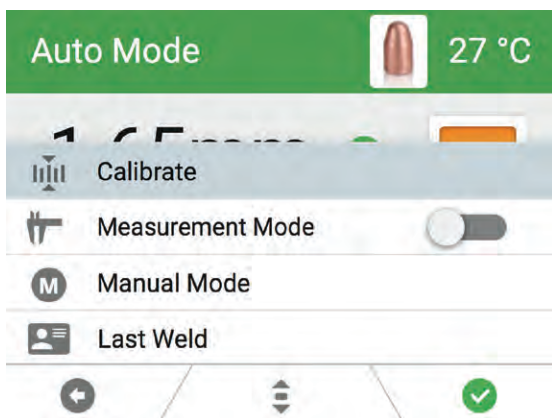 Auto Mode
27 °C
Calibrate
Measurement Mode
M
Manual Mode
Last Weld